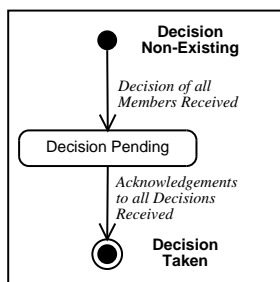 Decision
Non-Existing
Decision of all
Members Received
Decision Pending
Acknowledgements
to all Decisions
Received
Decision
Taken